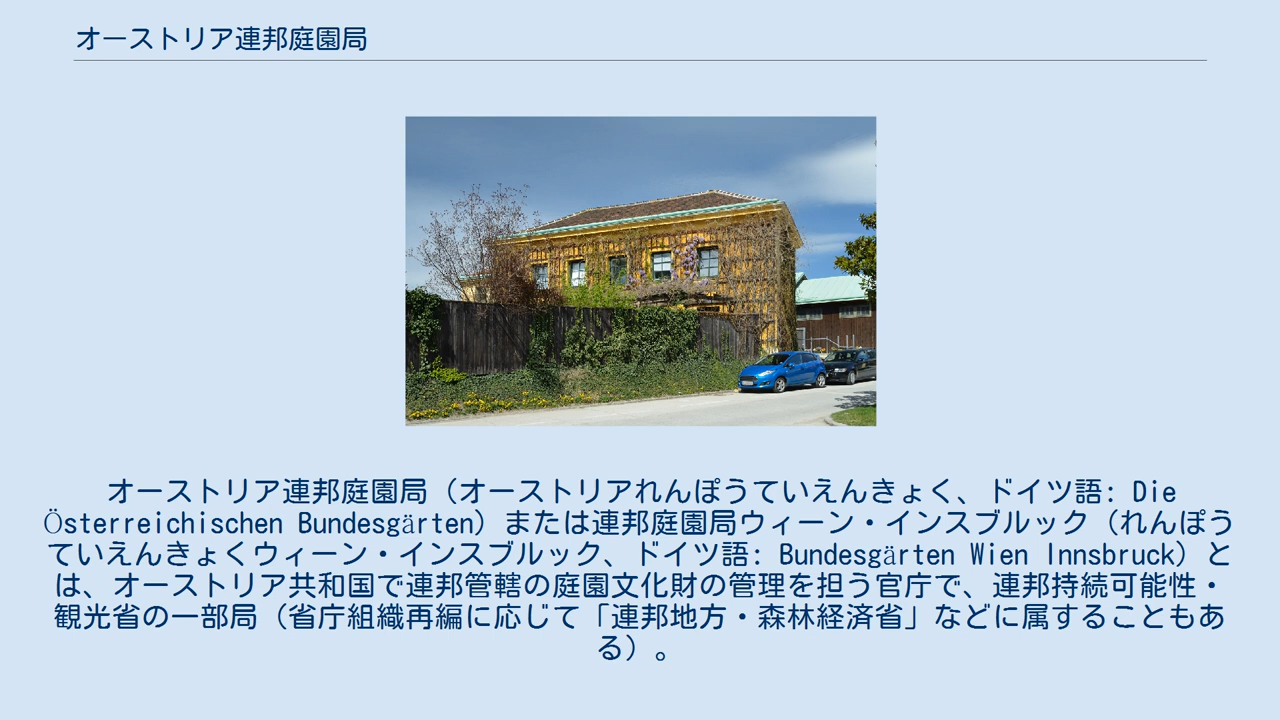 オーストリア連邦庭園局
オーストリア連邦庭園局（オーストリアれんぽうていえんきょく、ドイツ語: Die
Österreichischen Bundesgärten）または連邦庭園局ウィーン・インスブルック（れんぽう
ていえんきょくウィーン・インスブルック、ドイツ語: Bundesgärten Wien Innsbruck）と
は、オーストリア共和国で連邦管轄の庭園文化財の管理を担う官庁で、連邦持続可能性・
観光省の一部局（省庁組織再編に応じて「連邦地方・森林経済省」などに属することもあ
る）。